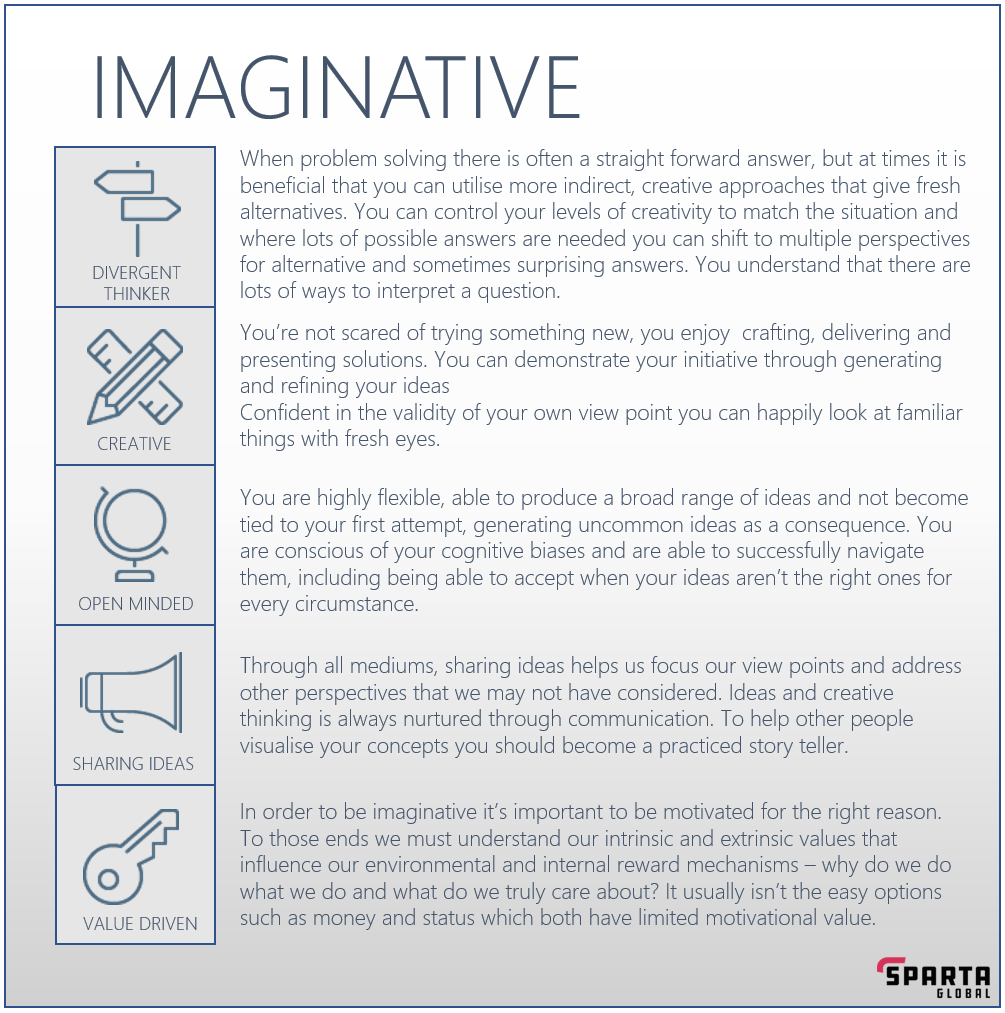 IMAGINATIVE
DIVERGENT
THINKER
When problem solving there is often a straight forward answer, but at times it is
beneficial that you can utilise more indirect, creative approaches that give fresh
alternatives. You can control your levels of creativity to match the situation and
where lots of possible answers are needed you can shift to multiple perspectives
for alternative and sometimes surprising answers. You understand that there are
lots of ways to interpret a question.
CREATIVE
You’re not scared of trying something new, you enjoy  crafting, delivering and
presenting solutions. You can demonstrate your initiative through generating
and refining your ideas
Confident in the validity of your own view point you can happily look at familiar
things with fresh eyes.
OPEN MINDED
You are highly flexible, able to produce a broad range of ideas and not become
tied to your first attempt, generating uncommon ideas as a consequence. You
are conscious of your cognitive biases and are able to successfully navigate
them, including being able to accept when your ideas aren’t the right ones for
every circumstance.
SHARING IDEAS
Through all mediums, sharing ideas helps us focus our view points and address
other perspectives that we may not have considered. Ideas and creative
thinking is always nurtured through communication. To help other people
visualise your concepts you should become a practiced story teller.
VALUE DRIVEN
In order to be imaginative it’s important to be motivated for the right reason.
To those ends we must understand our intrinsic and extrinsic values that
influence our environmental and internal reward mechanisms – why do we do
what we do and what do we truly care about? It usually isn’t the easy options
such as money and status which both have limited motivational value.
SPARTA
GLOBAL